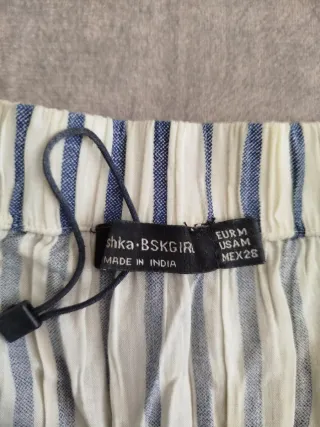 shka·BSKGIRL
MADE IN INDIA
EUR M
USA M
MEX 28